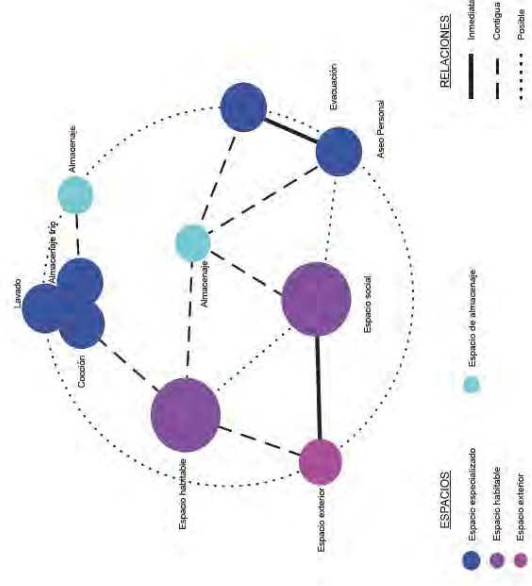 Lavado
Almacenaje frío
Almacenaje
Cocción
Espacio habitable
Almacenaje
Espacio exterior
Evacuación
Espacio social
Aseo Personal
ESPACIOS
Espacio especializado
Espacio habitable
Espacio exterior
Espacio de almacenaje
RELACIONES
Inmediata
Contigua
Posible